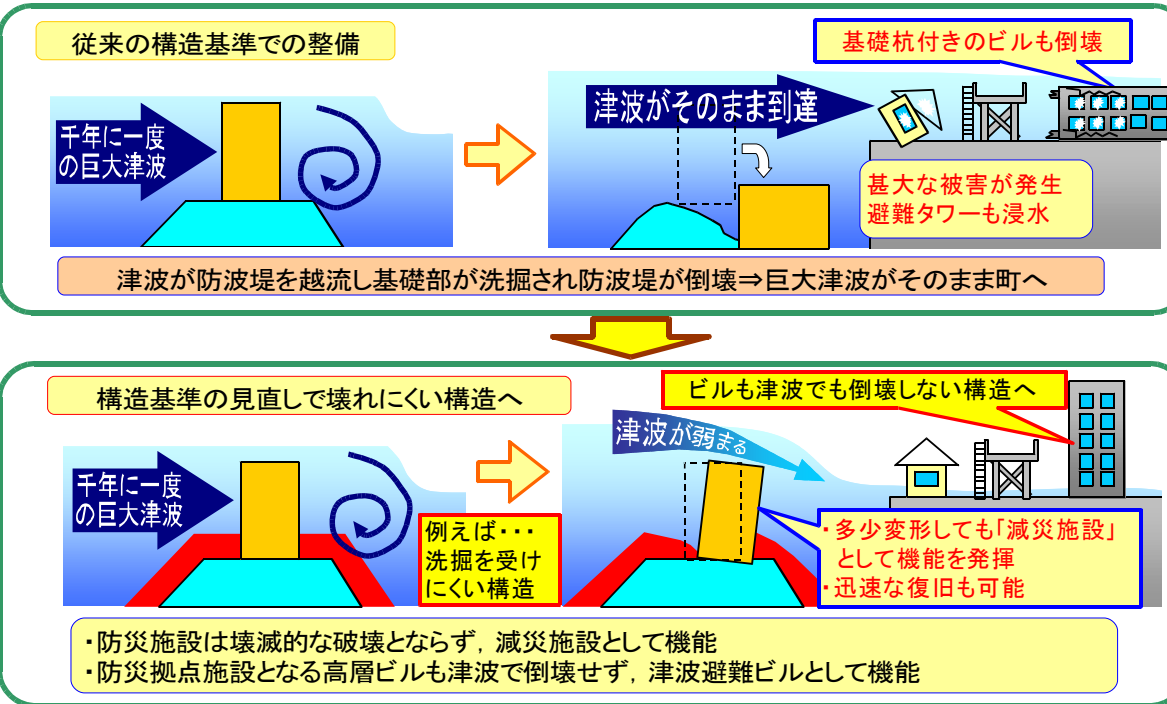 従来の構造基準での整備
基礎杭付きのビルも倒壊
千年に一度
の巨大津波
津波がそのまま到達
甚大な被害が発生
避難タワーも浸水
津波が防波堤を越流し基礎部が洗掘され防波堤が倒壊⇒巨大津波がそのまま町へ
構造基準の見直しで壊れにくい構造へ
ビルも津波でも倒壊しない構造へ
千年に一度
の巨大津波
津波が弱まる
例えば・・・
洗掘を受け
にくい構造
・多少変形しても「減災施設」
として機能を発揮
・迅速な復旧も可能
・防災施設は壊滅的な破壊とならず，減災施設として機能
・防災拠点施設となる高層ビルも津波で倒壊せず，津波避難ビルとして機能